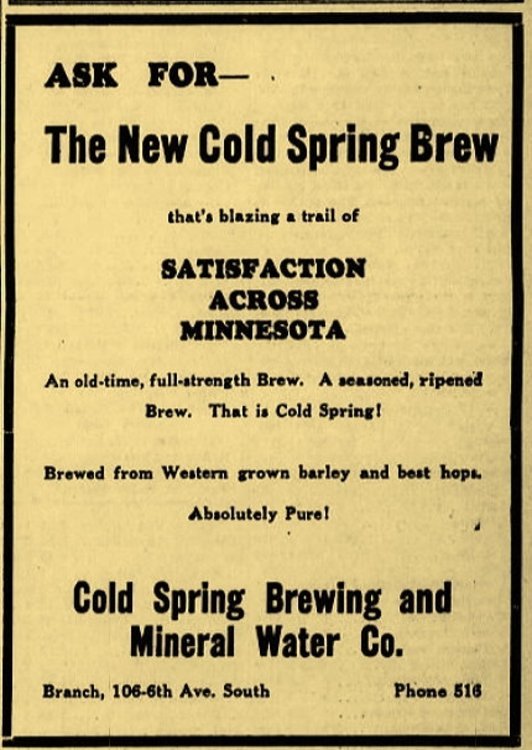 ASK FOR—
The New Cold Spring Brew
that's blazing a trail of
SATISFACTION
ACROSS
MINNESOTA
An old-time, full-strength Brew. A seasoned, ripened
Brew. That is Cold Spring!
Brewed from Western grown barley and best hops.
Absolutely Pure!
Cold Spring Brewing and
Mineral Water Co.
Branch, 106-6th Ave. South Phone 516